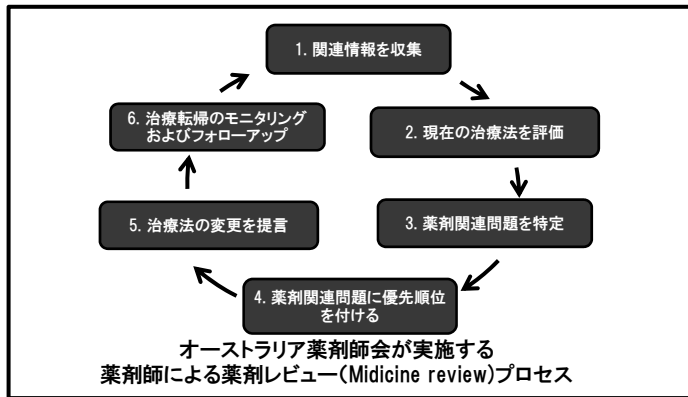 1. 関連情報を収集
2. 現在の治療法を評価
3. 薬剤関連問題を特定
4. 薬剤関連問題に優先順位
を付ける
5. 治療法の変更を提言
6. 治療転帰のモニタリング
およびフォローアップ
オーストラリア薬剤師会が実施する
薬剤師による薬剤レビュー(Midicine review)プロセス